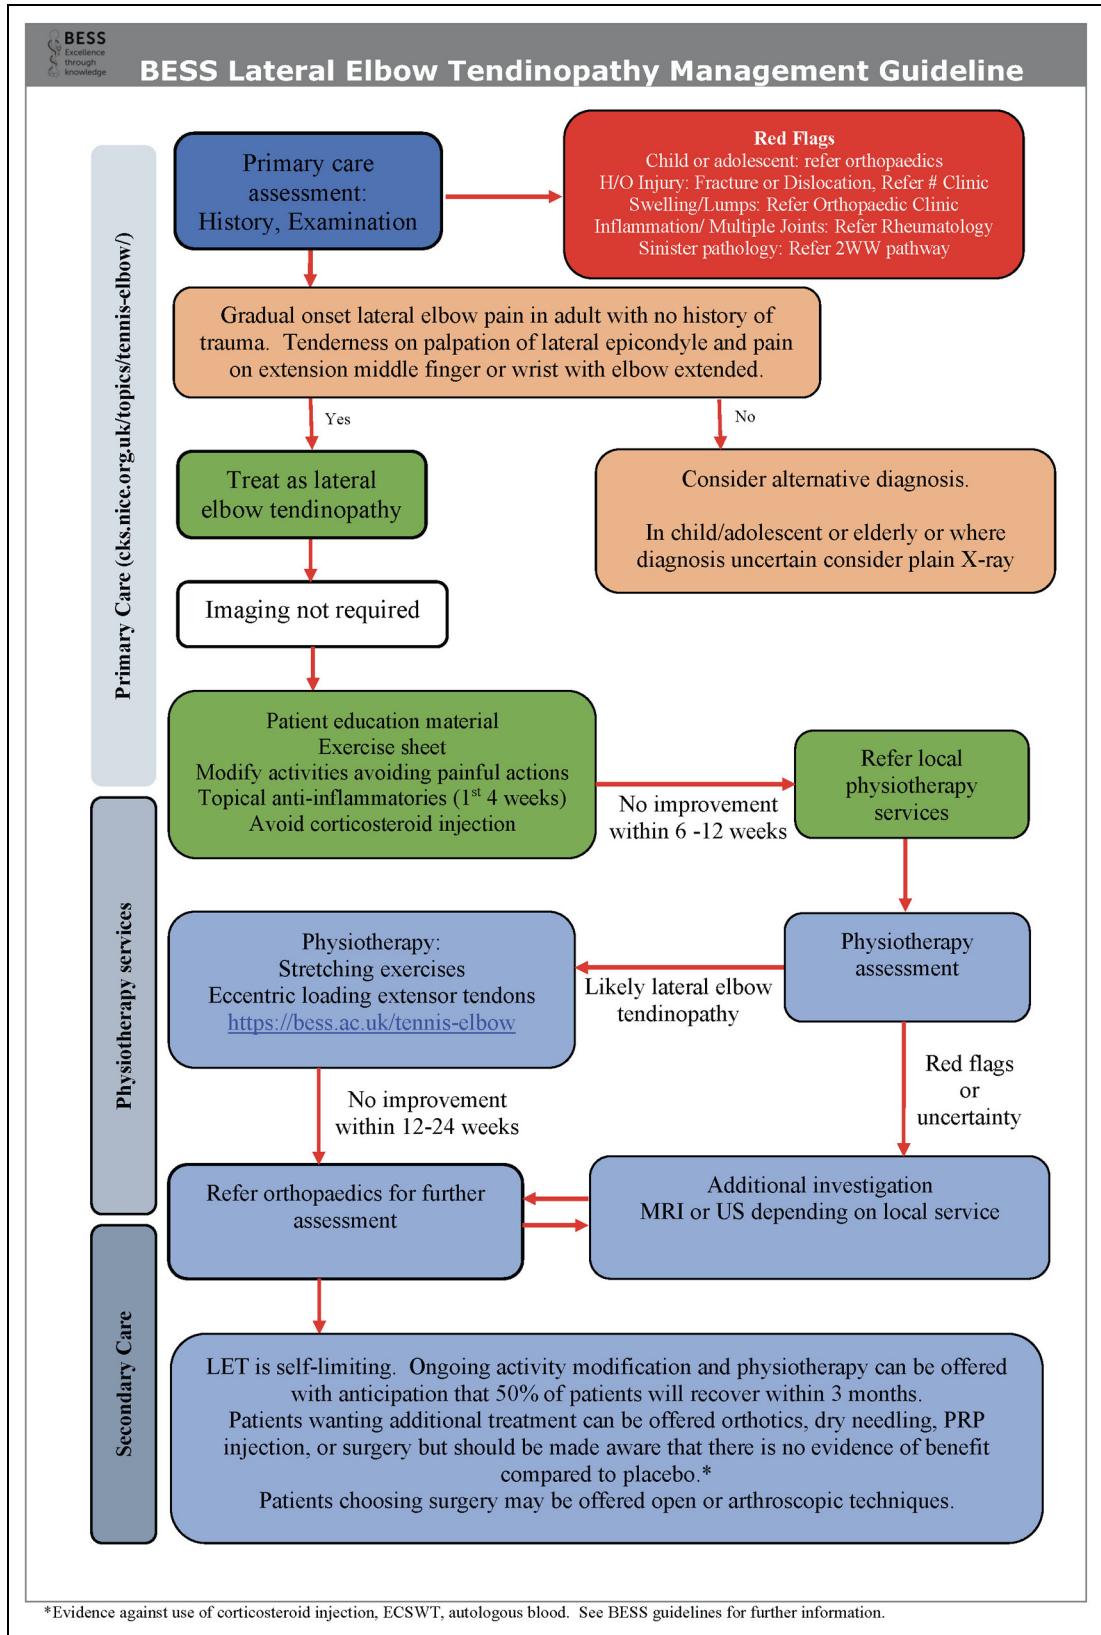 BESS
Excellence
through
knowledge
BESS Lateral Elbow Tendinopathy Management Guideline
Primary Care (cks.nice.org.uk/topics/tennis-elbow/)
Primary care
assessment:
History, Examination
Red Flags
Child or adolescent: refer orthopaedics
H/O Injury: Fracture or Dislocation, Refer # Clinic
Swelling/Lumps: Refer Orthopaedic Clinic
Inflammation/ Multiple Joints: Refer Rheumatology
Sinister pathology: Refer 2WW pathway
Gradual onset lateral elbow pain in adult with no history of
trauma. Tenderness on palpation of lateral epicondyle and pain
on extension middle finger or wrist with elbow extended.
Yes
No
Treat as lateral
elbow tendinopathy
Consider alternative diagnosis.
In child/adolescent or elderly or where
diagnosis uncertain consider plain X-ray
Imaging not required
Patient education material
Exercise sheet
Modify activities avoiding painful actions
Topical anti-inflammatories (1st 4 weeks)
Avoid corticosteroid injection
No improvement
within 6 -12 weeks
Refer local
physiotherapy
services
Physiotherapy services
Physiotherapy
assessment
Likely lateral elbow
tendinopathy
Physiotherapy:
Stretching exercises
Eccentric loading extensor tendons
https://bess.ac.uk/tennis-elbow
Red flags
or
uncertainty
No improvement
within 12-24 weeks
Refer orthopaedics for further
assessment
Additional investigation
MRI or US depending on local service
Secondary Care
LET is self-limiting. Ongoing activity modification and physiotherapy can be offered
with anticipation that 50% of patients will recover within 3 months.
Patients wanting additional treatment can be offered orthotics, dry needling, PRP
injection, or surgery but should be made aware that there is no evidence of benefit
compared to placebo.*
Patients choosing surgery may be offered open or arthroscopic techniques.
*Evidence against use of corticosteroid injection, ECSWT, autologous blood. See BESS guidelines for further information.